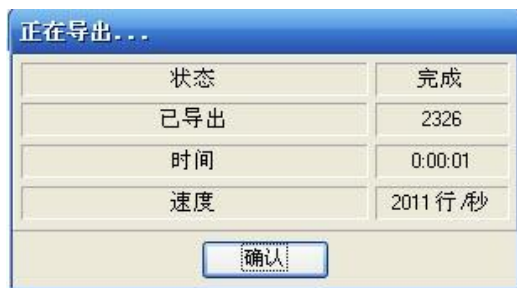 正在导出...
状态 完成
已导出 2326
时间 0:00:01
速度 2011 行/秒
确认